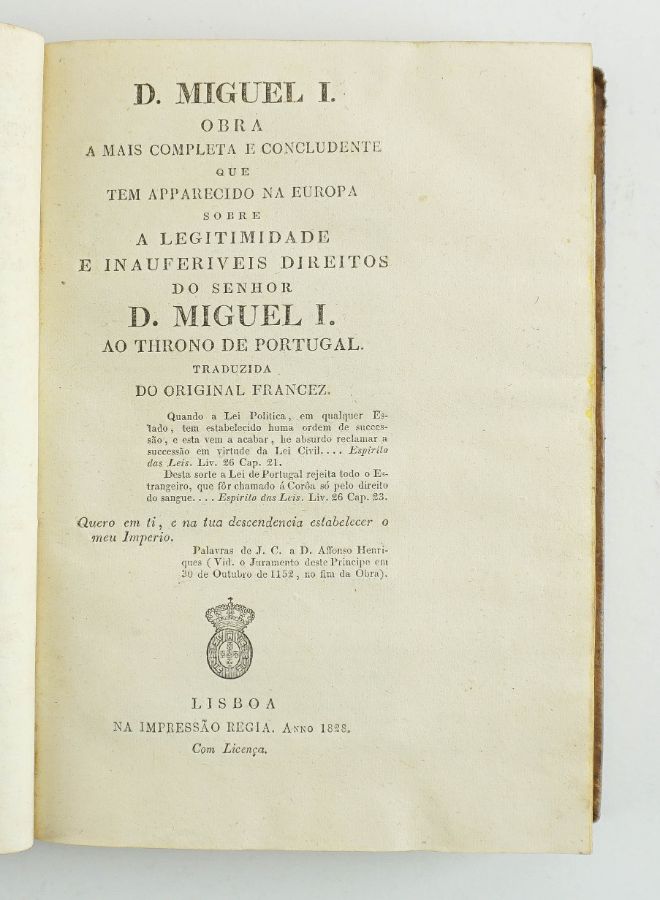 D. MIGUEL I.
OBRA
A MAIS COMPLETA E CONCLUDENTE
QUE
TEM APPARECIDO NA EUROPA
SOBRE
A LEGITIMIDADE
E INAUFERIVEIS DIREITOS
DO SENHOR
D. MIGUEL I.
AO THRONO DE PORTUGAL.
TRADUZIDA
DO ORIGINAL FRANCEZ.
Quando a Lei Politica, em qualquer Es-
tado, tem estabelecido huma ordem de succes-
são, e esta vem a acabar, he absurdo reclamar a
successão em virtude da Lei Civil.... Espirito
das Leis. Liv. 26 Cap. 21.
Desta sorte a Lei de Portugal rejeita todo o Es-
trangeiro, que fôr chamado á Corôa só pelo direito
do sangue.... Espirito das Leis. Liv. 26 Cap. 23.
Quero em ti, e na tua descendencia estabelecer o
meu Imperio.
Palavras de J. C. a D. Affonso Henri-
ques (Vid. o Juramento deste Principe em
30 de Outubro de 1152, no fim da Obra).
LISBOA
NA IMPRESSÃO REGIA. ANNO 1828.
Com Licença.